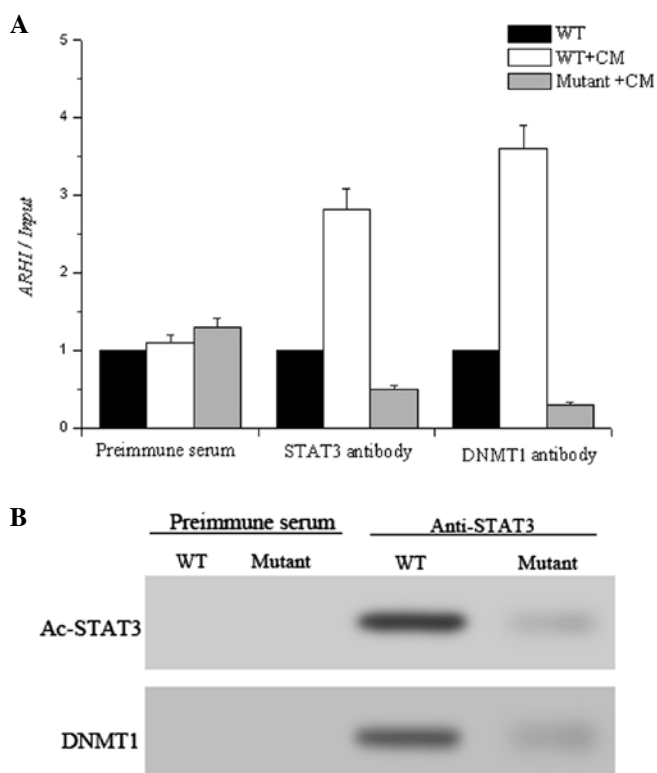 A
WT
WT+CM
Mutant +CM
ARHI / Input
5
4
3
2
1
0
Preimmune serum
STAT3 antibody
DNMT1 antibody
B
Preimmune serum
Anti-STAT3
WT
Mutant
WT
Mutant
Ac-STAT3
DNMT1